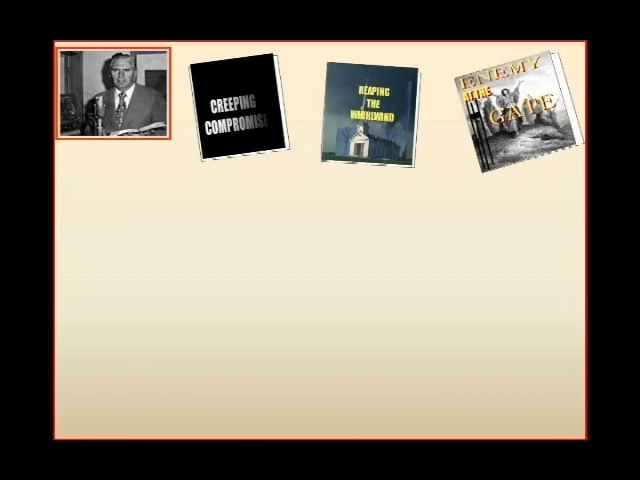 CREEPING
COMPROMISE
REAPING
THE
WHIRLWIND
ENEMY
AT THE
GATE